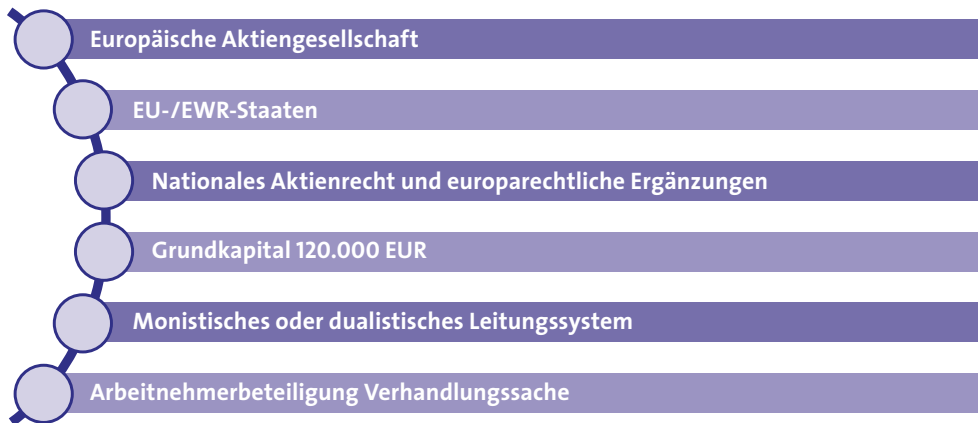 Europäische Aktiengesellschaft
EU-/EWR-Staaten
Nationales Aktienrecht und europarechtliche Ergänzungen
Grundkapital 120.000 EUR
Monistisches oder dualistisches Leitungssystem
Arbeitnehmerbeteiligung Verhandlungssache